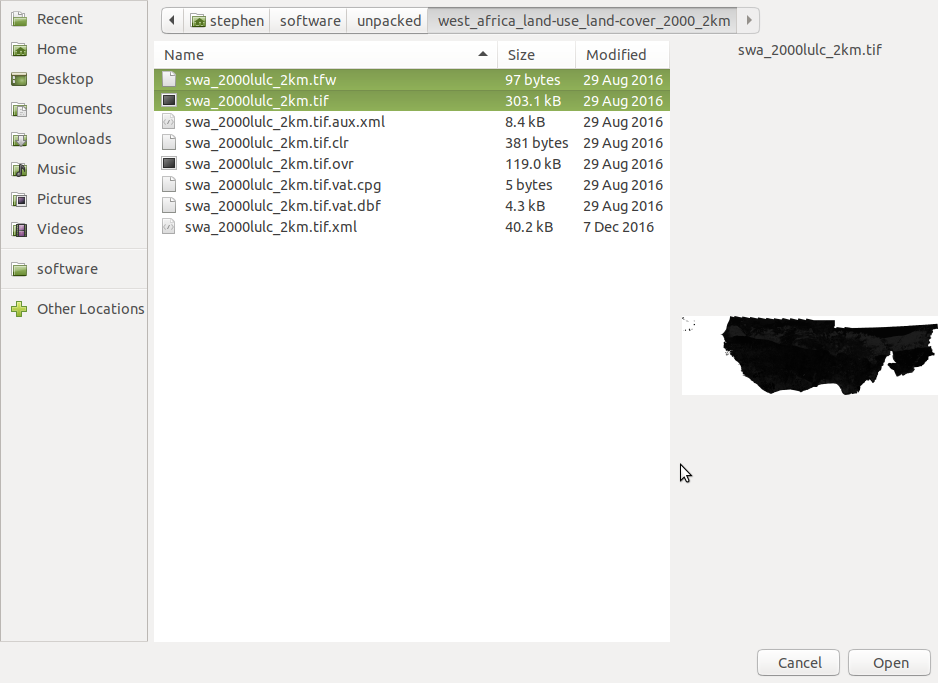 Recent
Home
Desktop
Documents
Downloads
Music
Pictures
Videos
software
Other Locations
stephen software unpacked west_africa_land-use_land-cover_2000_2km
Name Size Modified
swa_2000lulc_2km.tfw 97 bytes 29 Aug 2016
swa_2000lulc_2km.tif 303.1 kB 29 Aug 2016
swa_2000lulc_2km.tif.aux.xml 8.4 kB 29 Aug 2016
swa_2000lulc_2km.tif.clr 381 bytes 29 Aug 2016
swa_2000lulc_2km.tif.ovr 119.0 kB 29 Aug 2016
swa_2000lulc_2km.tif.vat.cpg 5 bytes 29 Aug 2016
swa_2000lulc_2km.tif.vat.dbf 4.3 kB 29 Aug 2016
swa_2000lulc_2km.tif.xml 40.2 kB 7 Dec 2016
swa_2000lulc_2km.tif
Cancel Open